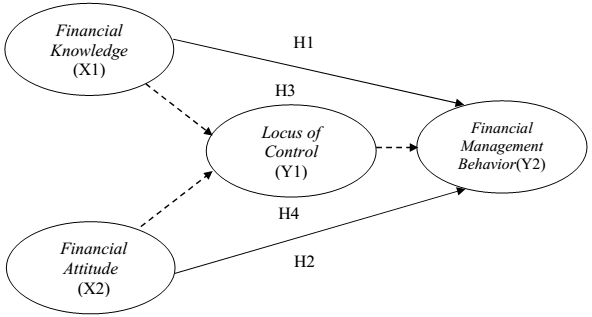 Financial
Knowledge
(X1)
H1
H3
Locus of
Control
(Y1)
Financial
Management
Behavior(Y2)
H4
H2
Financial
Attitude
(X2)